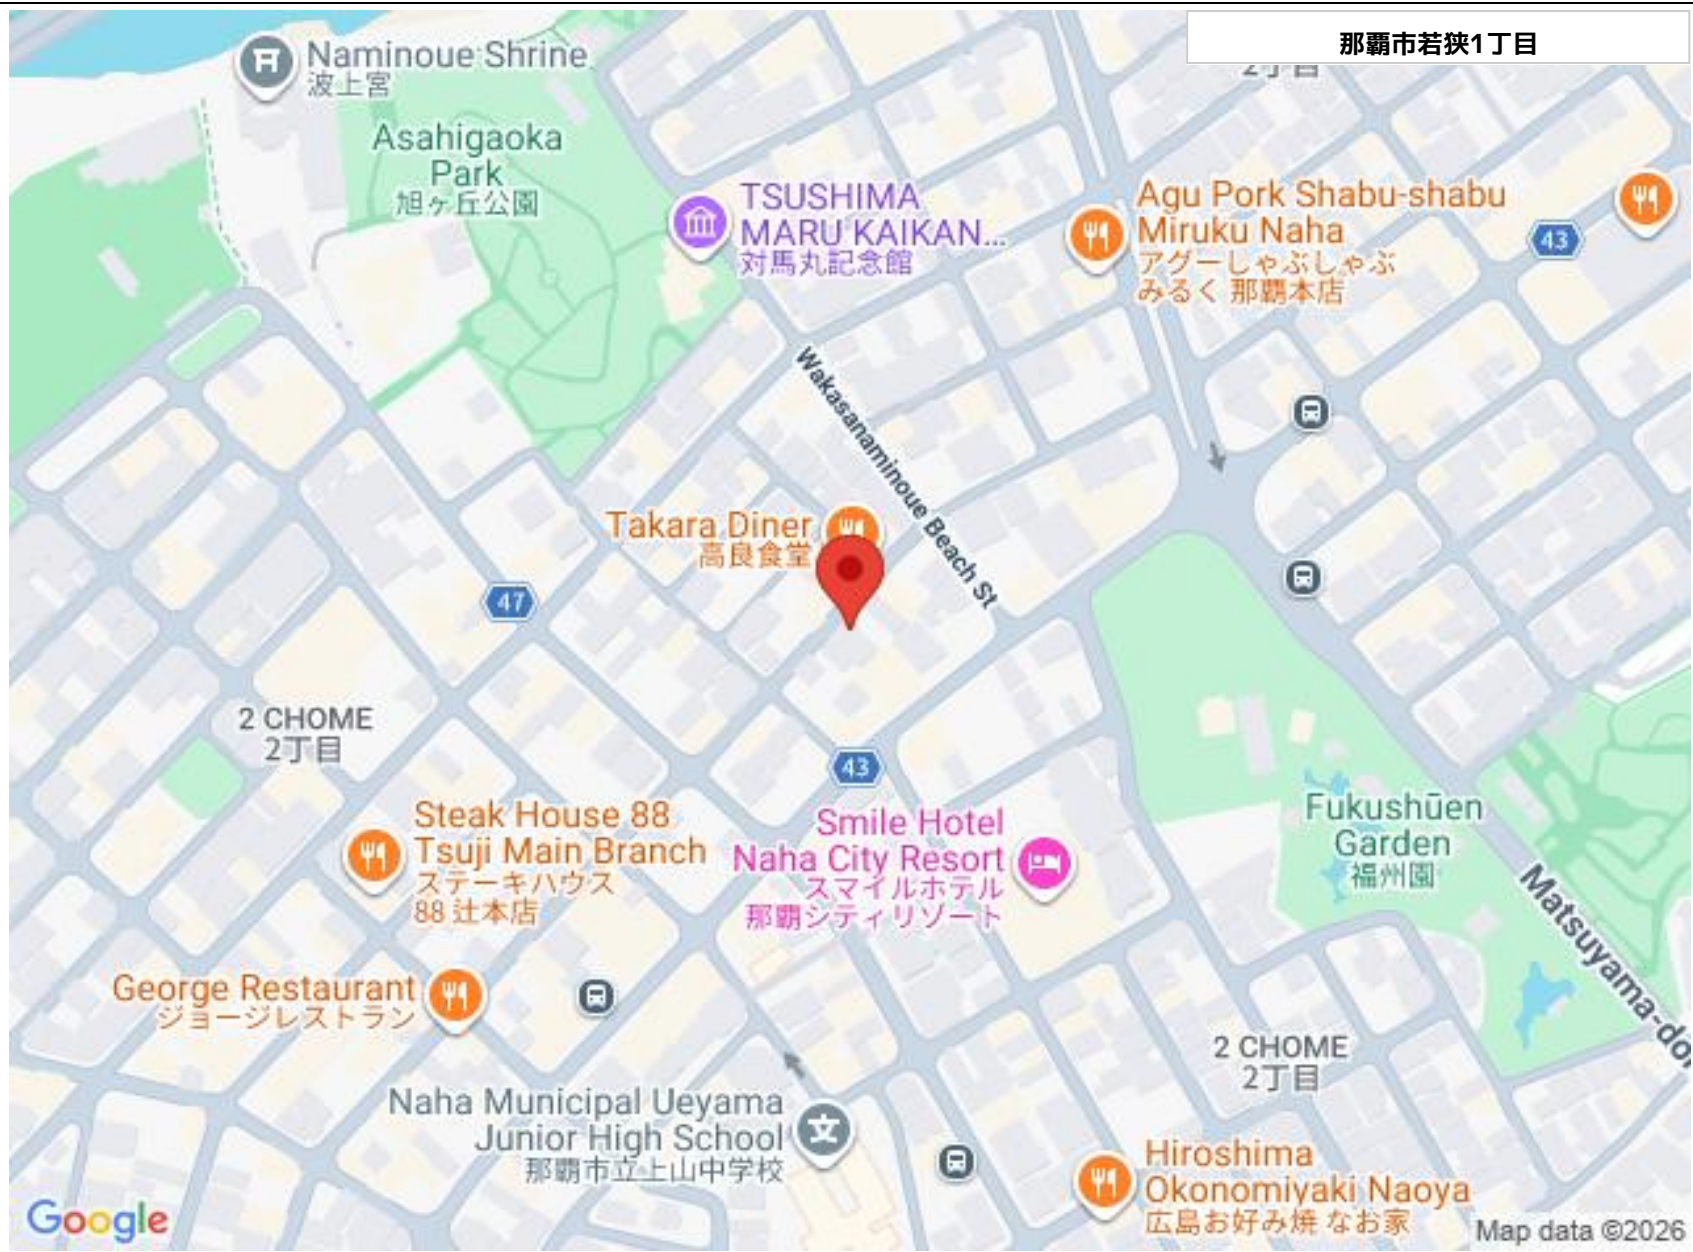 那覇市若狭1丁目
2丁目
Naminoue Shrine
波上宮
Asahigaoka
Park
旭ヶ丘公園
TSUSHIMA
MARU KAIKAN...
対馬丸記念館
Agu Pork Shabu-shabu
Miruku Naha
アグーしゃぶしゃぶ
みるく 那覇本店
43
Wakasanaminoue Beach St
Takara Diner
高良食堂
47
2 CHOME
2丁目
43
Steak House 88
Tsuji Main Branch
ステーキハウス
88 辻本店
Smile Hotel
Naha City Resort
スマイルホテル
那覇シティリゾート
Fukushūen
Garden
福州園
Matsuyama-dori
George Restaurant
ジョージレストラン
2 CHOME
2丁目
Naha Municipal Ueyama
Junior High School
那覇市立上山中学校
文
Hiroshima
Okonomiyaki Naoya
広島お好み焼 なお家
Google
Map data ©2026